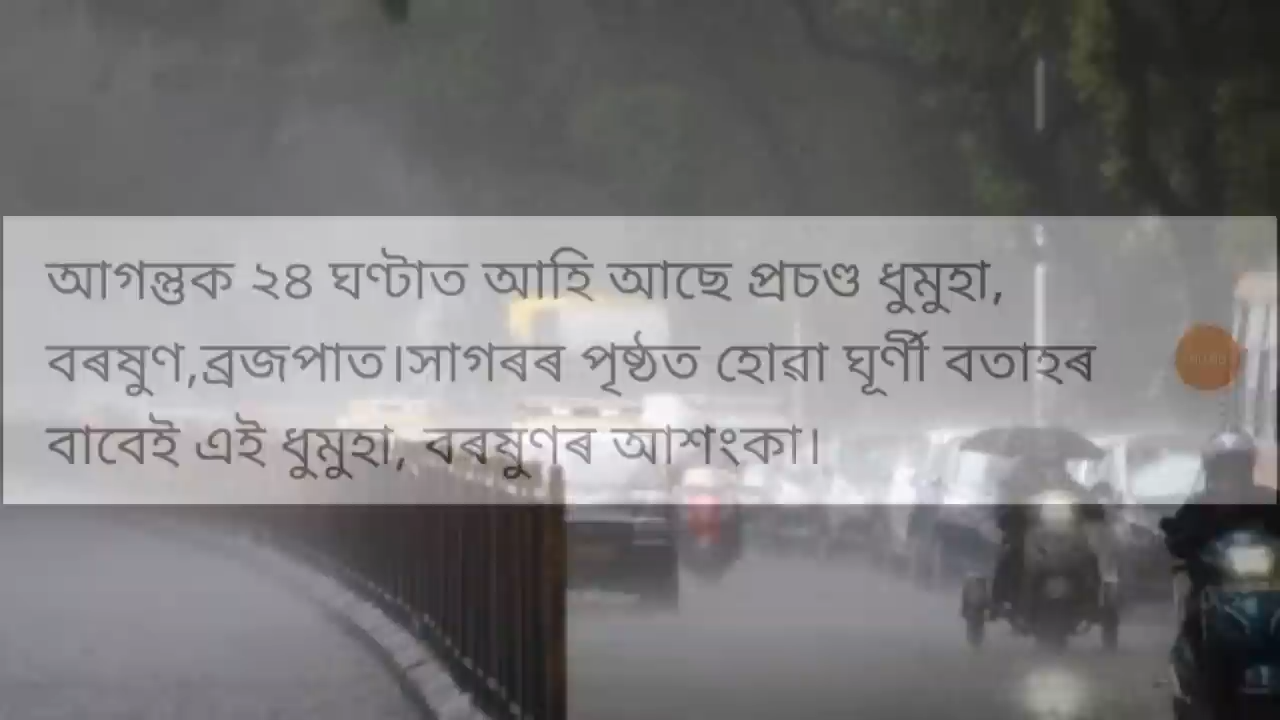 আগন্তুক ২৪ ঘণ্টাত আহি আছে প্ৰচণ্ড ধুমুহা,
বৰষুণ,ব্ৰজপাত।সাগৰৰ পৃষ্ঠত হোৱা ঘূৰ্ণী বতাহৰ
বাবেই এই ধুমুহা, বৰষুণৰ আশংকা।